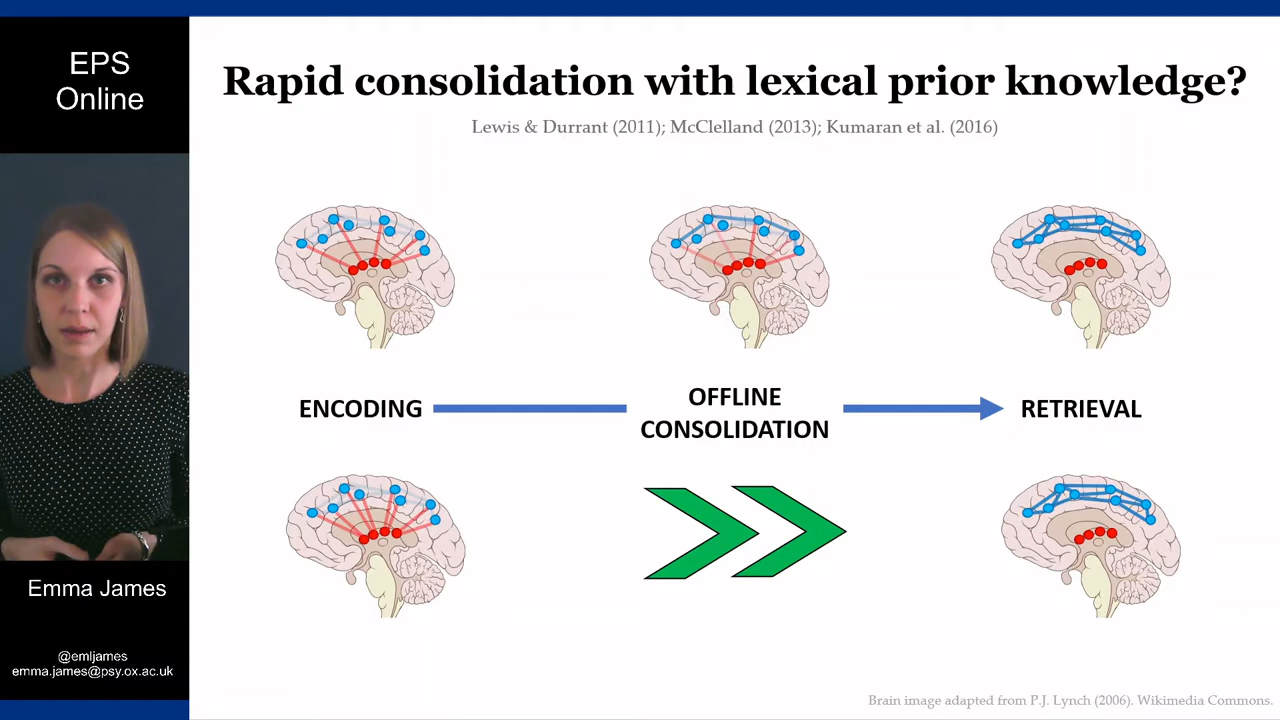 EPS
Online
Rapid consolidation with lexical prior knowledge?
Lewis & Durrant (2011); McClelland (2013); Kumaran et al. (2016)
ENCODING
OFFLINE
CONSOLIDATION
RETRIEVAL
Emma James
@emljames
emma.james@psy.ox.ac.uk
Brain image adapted from P.J. Lynch (2006). Wikimedia Commons.